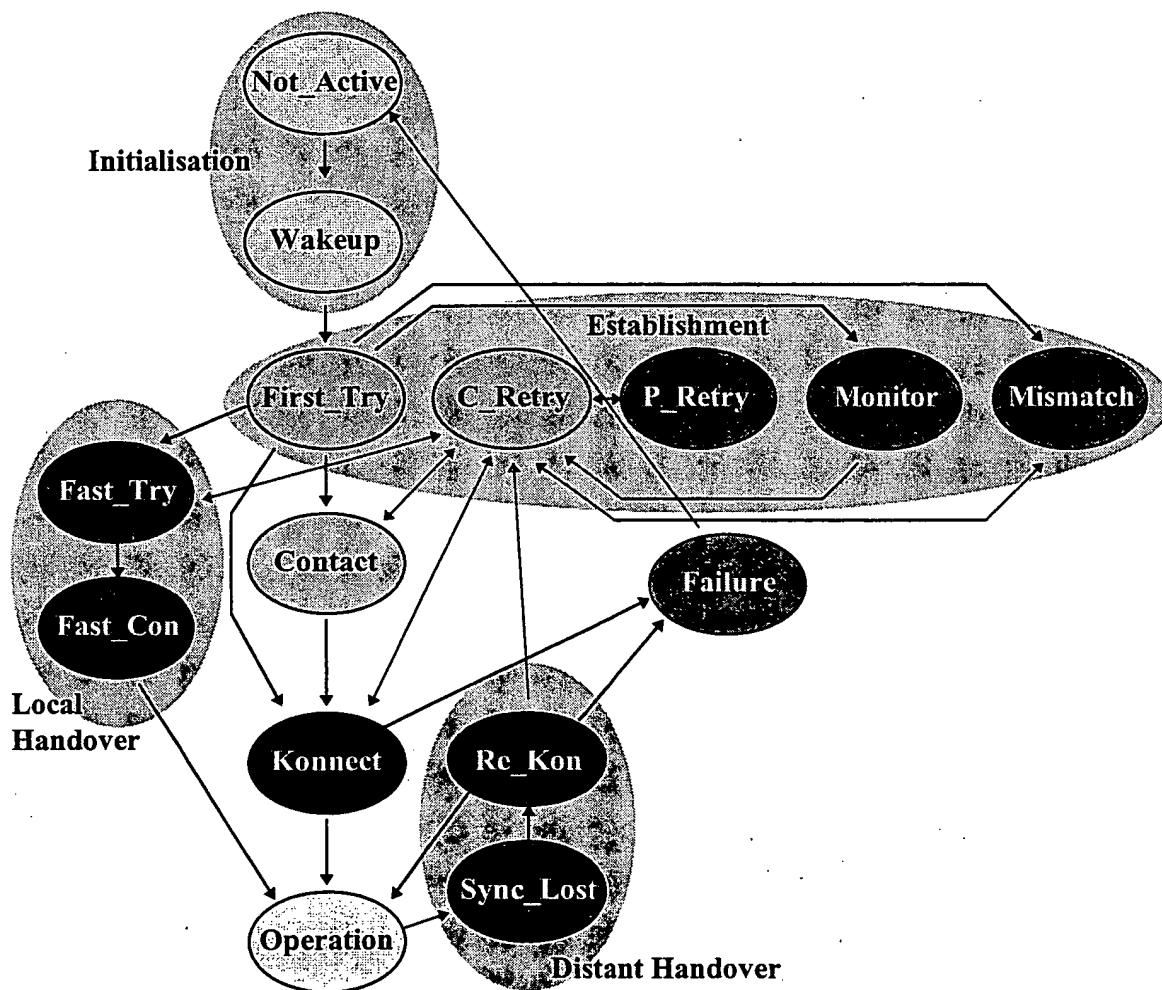 Not_Active
Initialisation
Wakeup
Establishment
First_Try
C_Retry
P_Retry
Monitor
Mismatch
Fast_Try
Contact
Failure
Fast_Con
Local
Handover
Konnect
Re_Kon
Sync_Lost
Operation
Distant Handover